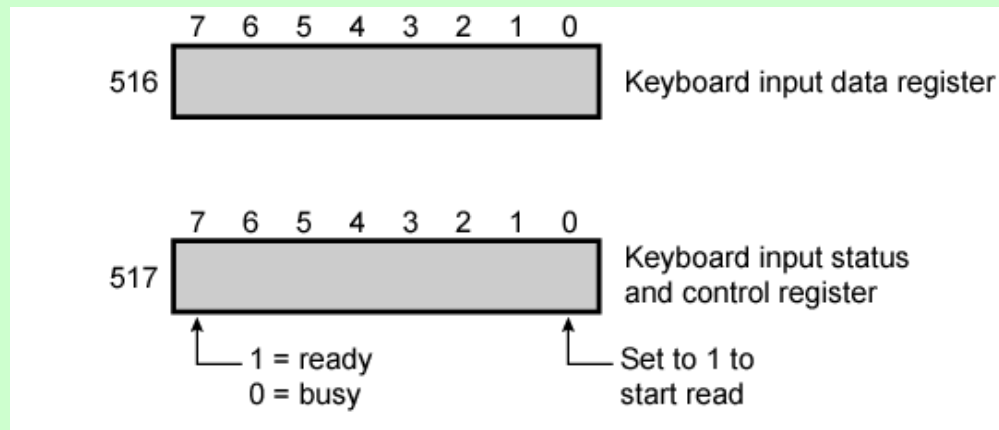 7 6 5 4 3 2 1 0
516 Keyboard input data register
7 6 5 4 3 2 1 0
517 Keyboard input status
and control register
1 = ready
0 = busy
Set to 1 to
start read